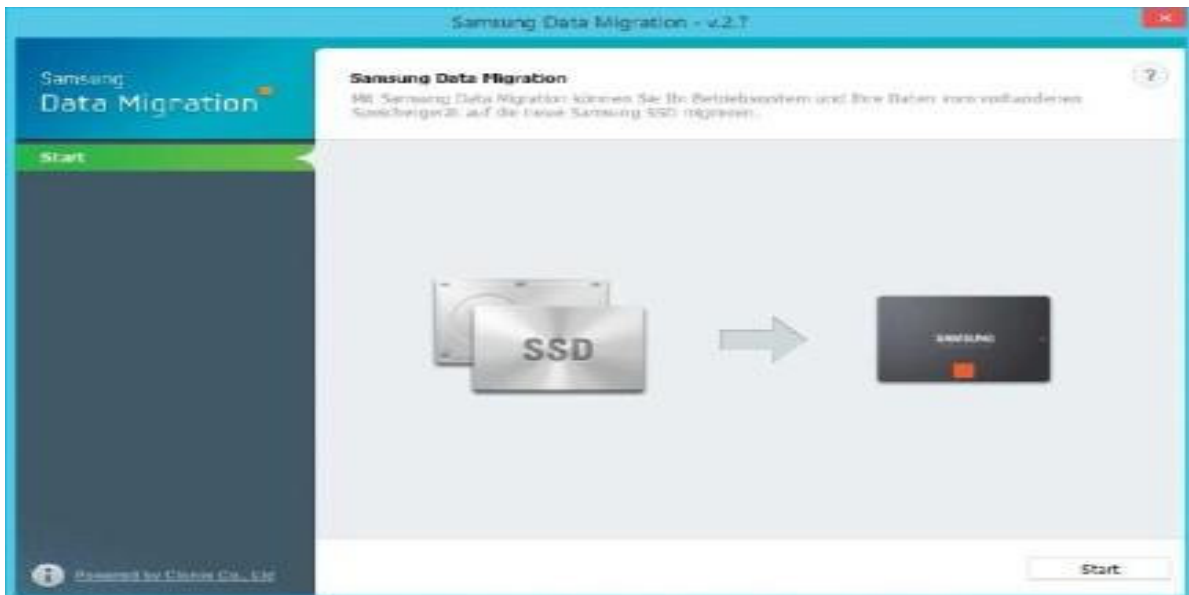 Samsung Data Migration - v.2.7
Samsung
Data Migration
Samsung Data Migration
Mit Samsung Data Migration können Sie Ihr Betriebssystem und Ihre Daten vom vorhandenen
Speichergerät auf die neue Samsung SSD migrieren.
?
Start
SSD
SAMSUNG
Powered by Co., Ltd
Start